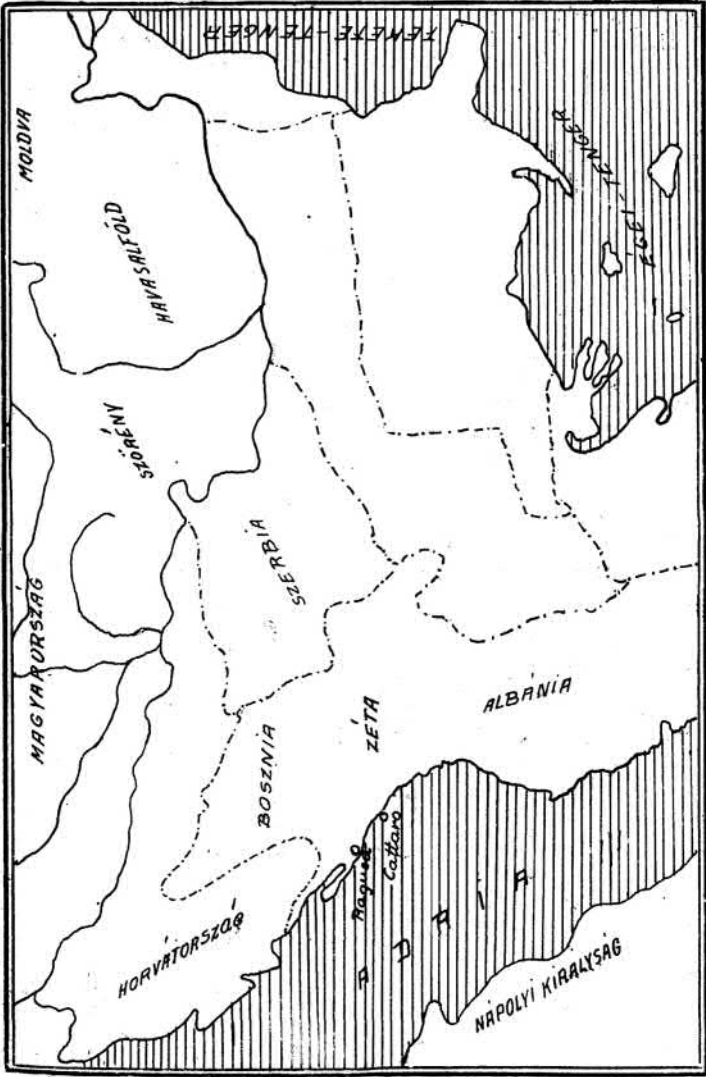 MAGYARORSZÁG
SZÖRÉNY
HAVASALFÖLD
MOLDVA
FEKETE-TENGER
HORVÁTORSZÁG
BOSZNIA
SZERBIA
ZÉTA
Ragusa
Cattaro
ALBÁNIA
ADRIA
NÁPOLYI KIRÁLYSÁG
ÉGEI-TENGER